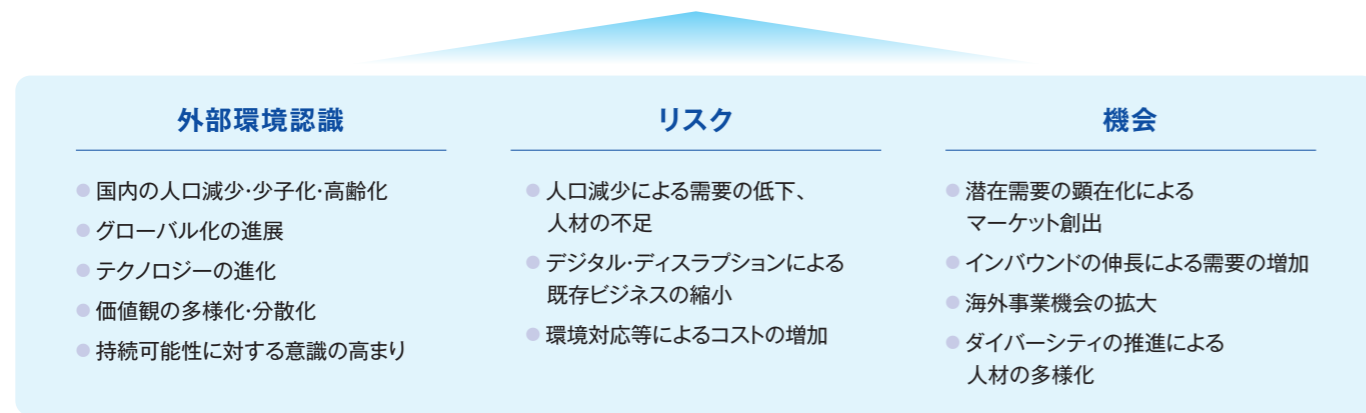 外部環境認識
● 国内の人口減少･少子化･高齢化
● グローバル化の進展
● テクノロジーの進化
● 価値観の多様化･分散化
● 持続可能性に対する意識の高まり
リスク
● 人口減少による需要の低下、
人材の不足
● デジタル･ディスラプションによる
既存ビジネスの縮小
● 環境対応等によるコストの増加
機会
● 潜在需要の顕在化による
マーケット創出
● インバウンドの伸長による需要の増加
● 海外事業機会の拡大
● ダイバーシティの推進による
人材の多様化